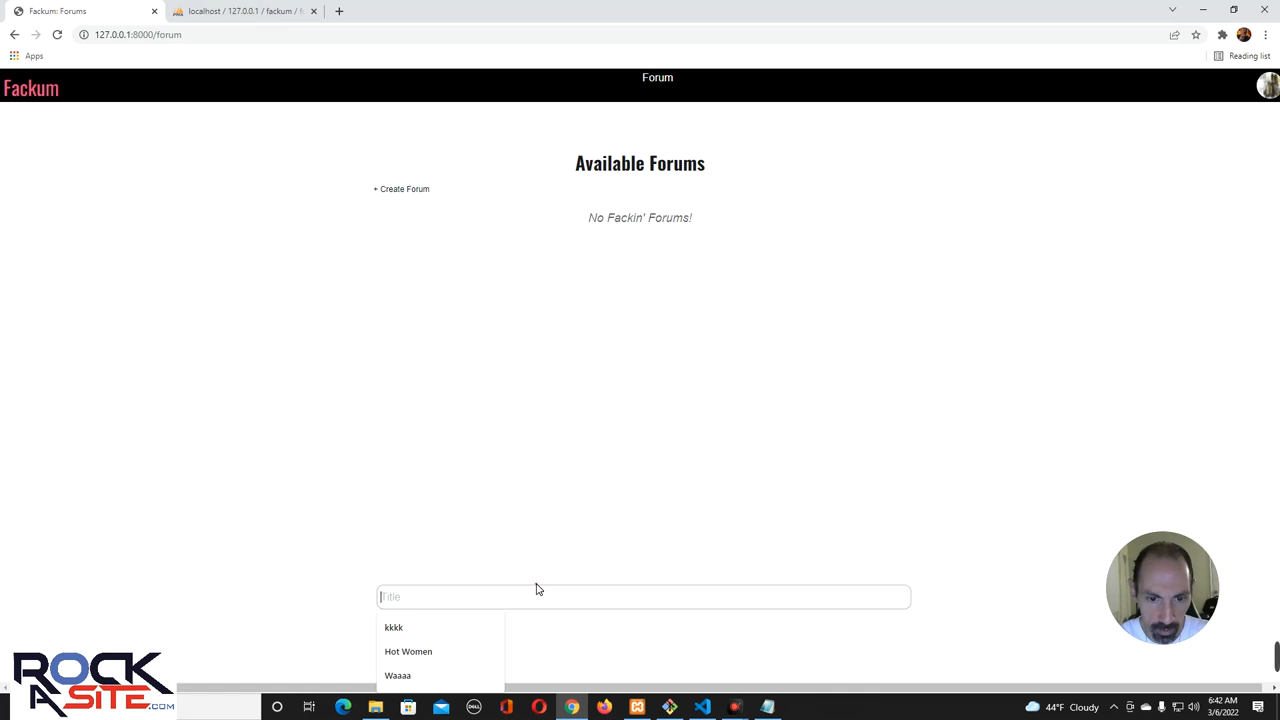 Fackum: Forums
localhost / 127.0.0.1 / fackum / f
127.0.0.1:8000/forum
Apps
Reading list
Fackum
Forum
Available Forums
+ Create Forum
No Fackin' Forums!
Title
kkkk
Hot Women
Waaaa
ROCK
A SITE.COM
44°F Cloudy
6:42 AM
3/6/2022